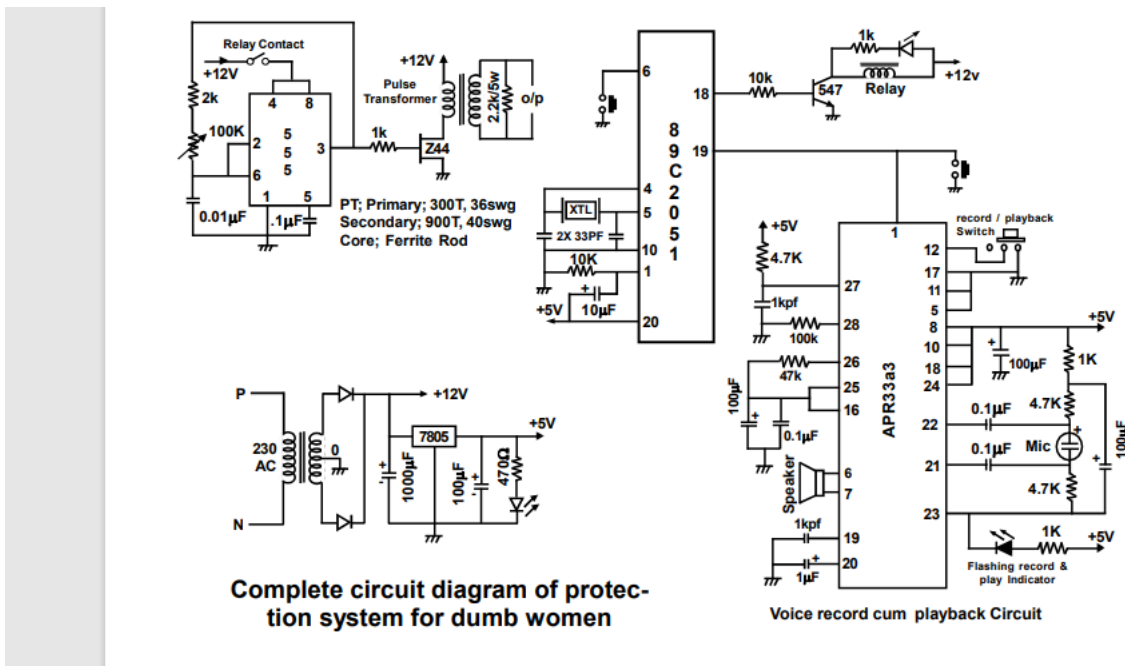 Relay Contact
+12V
2k
100K
4 8
2
6
5
5
5
3
1 5
0.01µF
.1µF
1k
+12V
Pulse
Transformer
Z44
2.2k/5w
o/p
PT; Primary; 300T, 36swg
Secondary; 900T, 40swg
Core; Ferrite Rod
6
18
19
4
5
10
1
20
8
9
C
2
0
5
1
XTL
2X 33PF
10K
10µF
+5V
10k
547
1k
Relay
+12v
P
N
230
AC
0
+12V
7805
+5V
1000µF
100µF
470Ω
Complete circuit diagram of protec-
tion system for dumb women
+5V
4.7K
1kpf
100k
47k
100µF
0.1µF
Speaker
1kpf
1µF
27
28
26
25
16
6
7
19
20
APR33a3
1
12
17
11
5
8
10
18
24
22
21
23
record / playback
Switch
+5V
100µF
1K
4.7K
0.1µF
0.1µF
Mic
4.7K
100µF
1K
+5V
Flashing record &
play Indicator
Voice record cum playback Circuit